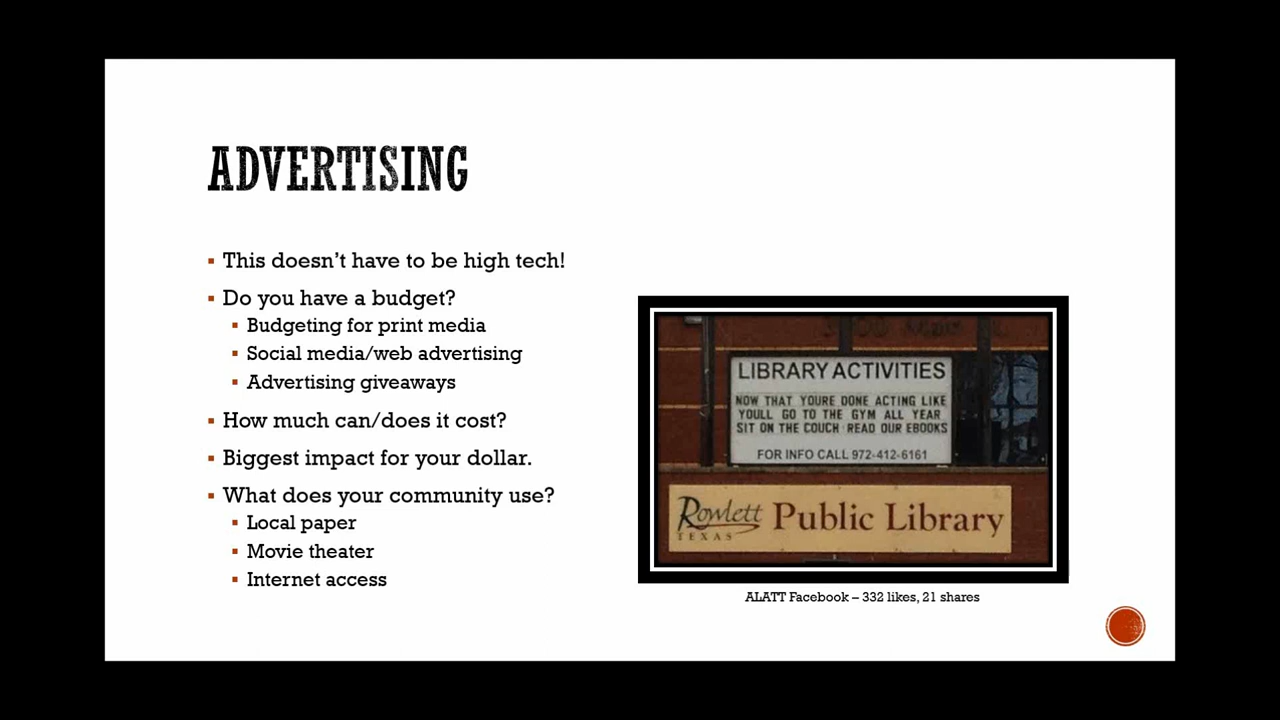 ADVERTISING
This doesn't have to be high tech!
Do you have a budget?
Budgeting for print media
Social media/web advertising
Advertising giveaways
How much can/does it cost?
Biggest impact for your dollar.
What does your community use?
Local paper
Movie theater
Internet access
LIBRARY ACTIVITIES
NOW THAT YOURE DONE ACTING LIKE
YOULL GO TO THE GYM ALL YEAR
SIT ON THE COUCH READ OUR EBOOKS
FOR INFO CALL 972-412-6161
Rowlett Public Library
TEXAS
ALATT Facebook – 332 likes, 21 shares